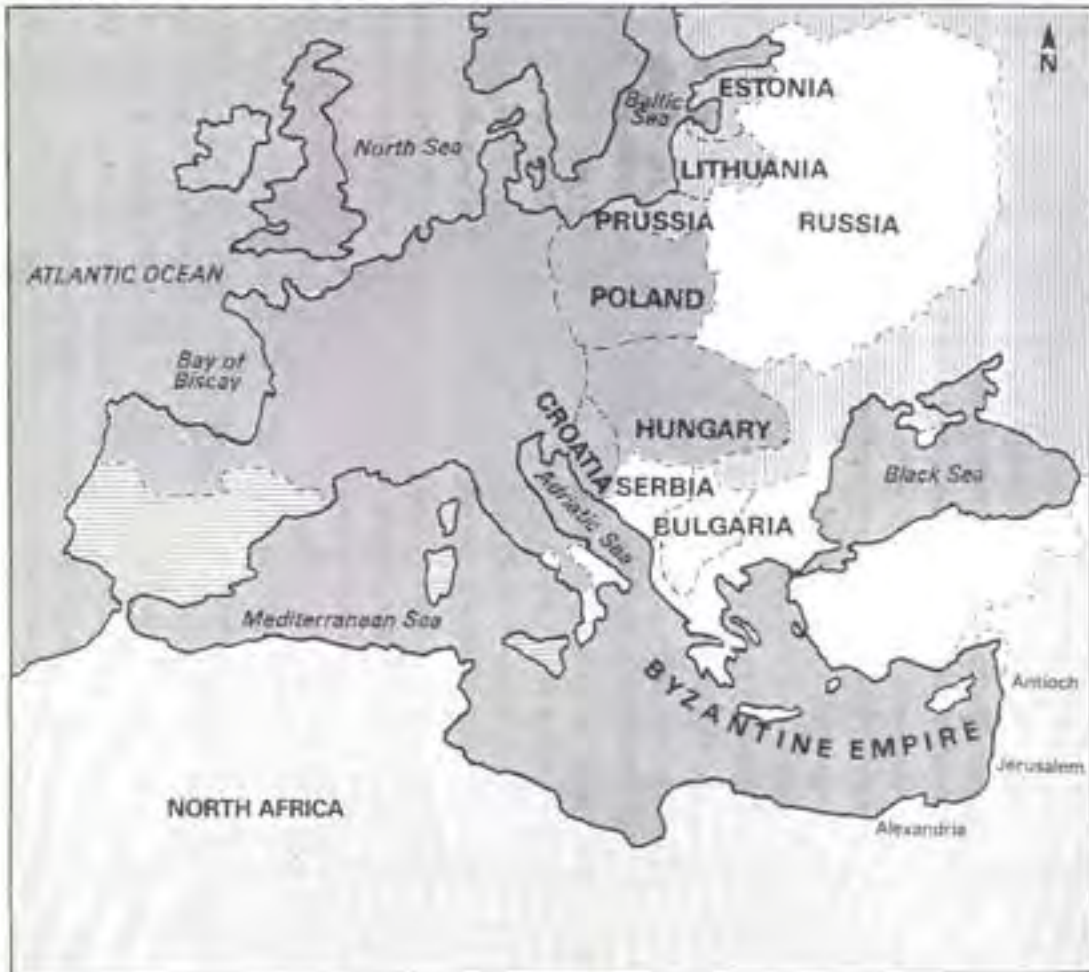 N
ESTONIA
Baltic
Sea
North Sea
LITHUANIA
PRUSSIA
RUSSIA
ATLANTIC OCEAN
POLAND
Bay of
Biscay
CROATIA
HUNGARY
Black Sea
SERBIA
Adriatic Sea
BULGARIA
Mediterranean Sea
BYZANTINE EMPIRE
Antioch
Jerusalem
NORTH AFRICA
Alexandria